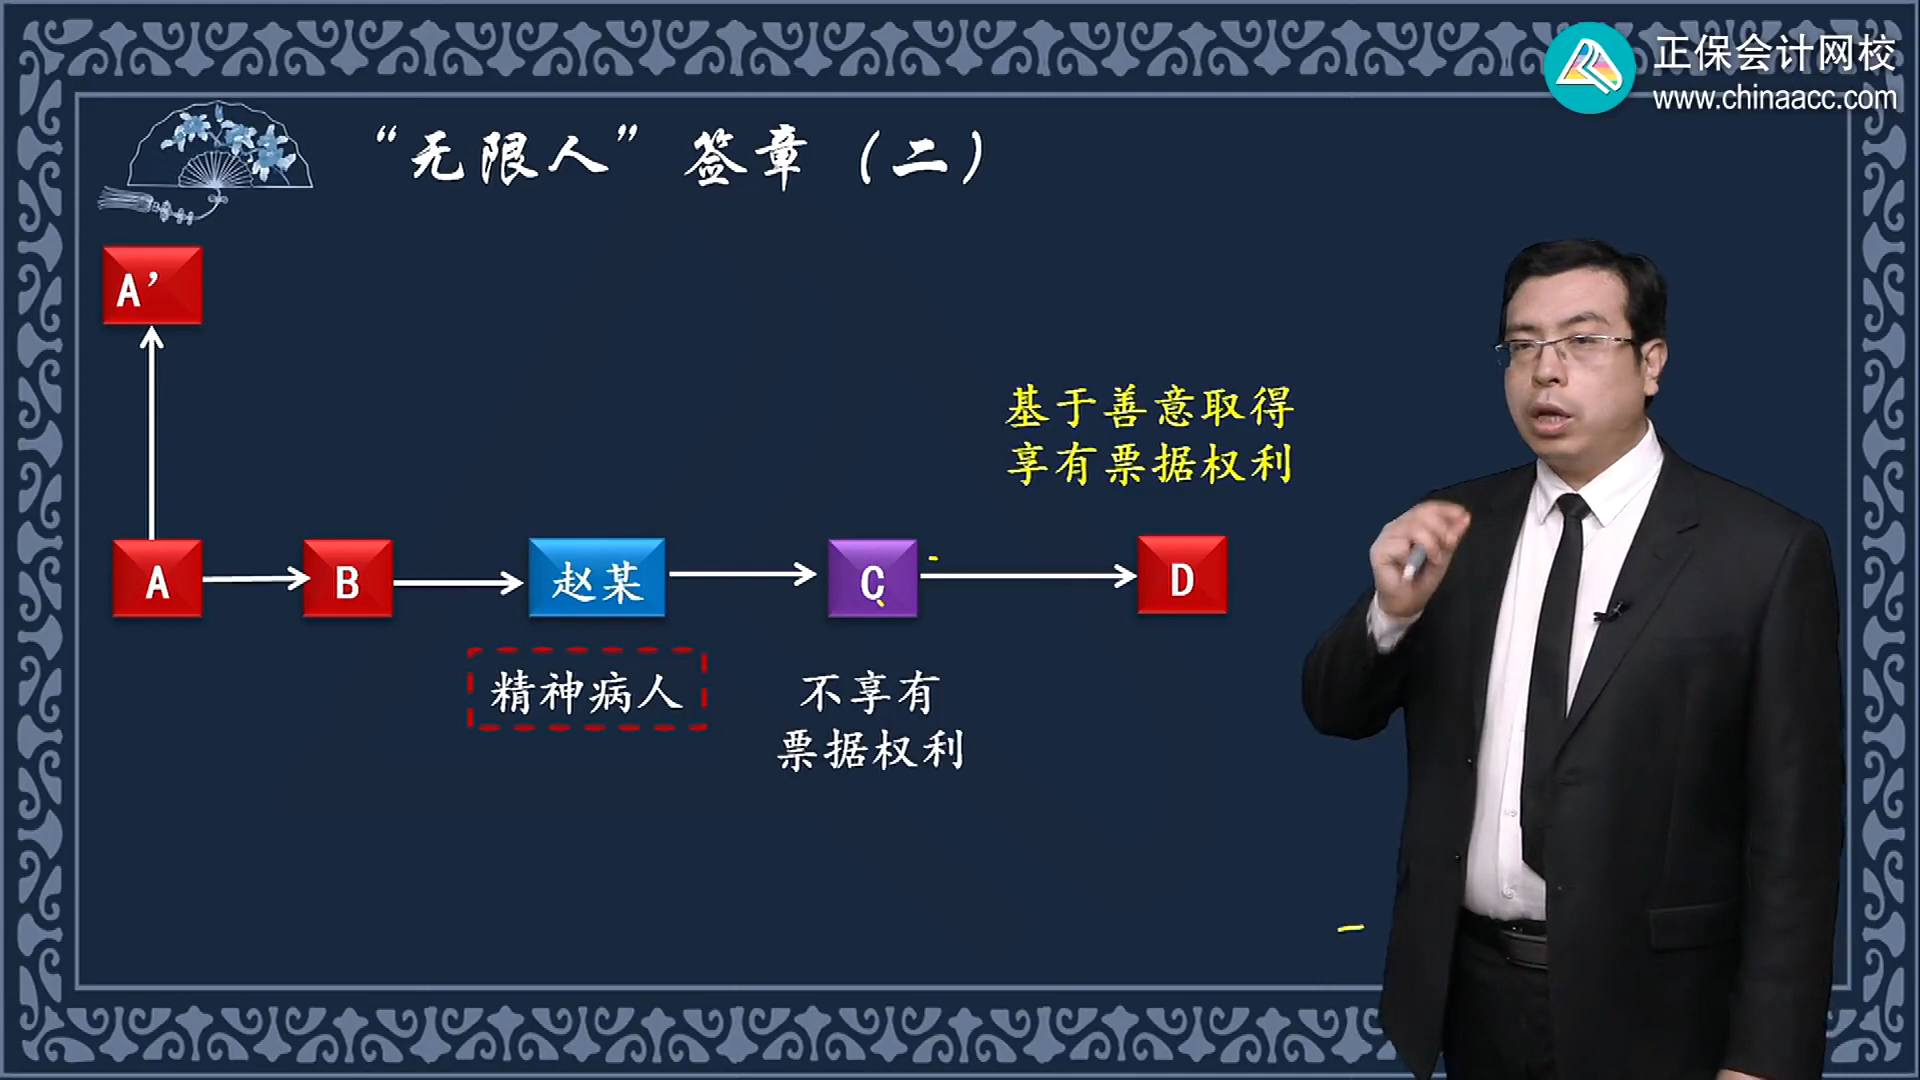 正保会计网校
www.chinaacc.com
“无限人”签章（二）
A’
基于善意取得
享有票据权利
A
B
赵某
C
D
精神病人
不享有
票据权利